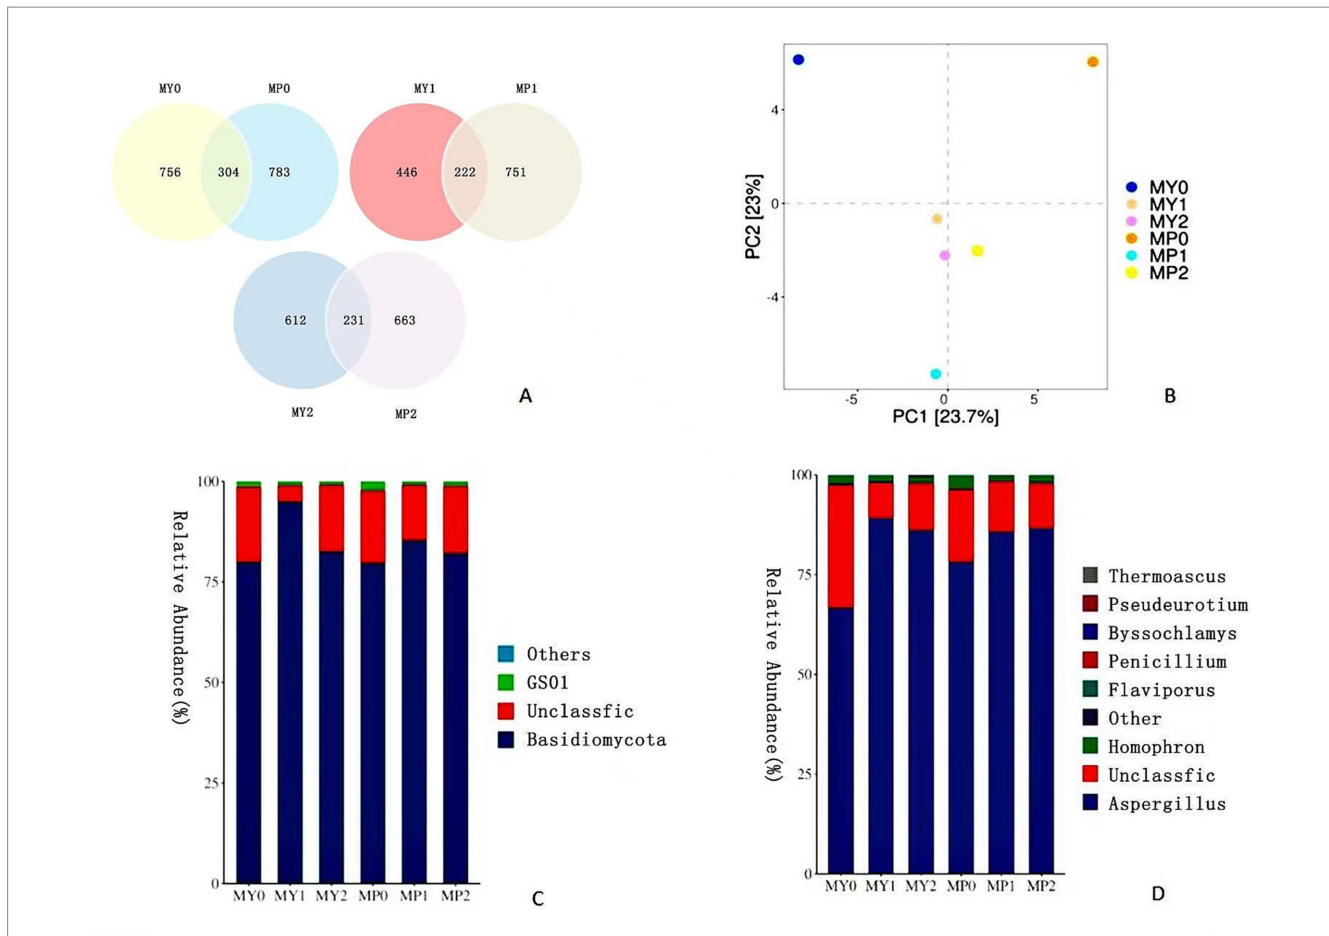 MY0 MP0 MY1 MP1
756 304 783 446 222 751
612 231 663
MY2 MP2
A
PC2 [23%]
4
0
-4
-5 0 5
PC1 [23.7%]
MY0
MY1
MY2
MP0
MP1
MP2
B
Relative Abundance(%)
100
75
50
25
0
MY0 MY1 MY2 MP0 MP1 MP2
Others
GS01
Unclassfic
Basidiomycota
C
Relative Abundance(%)
100
75
50
25
0
MY0 MY1 MY2 MP0 MP1 MP2
Thermoascus
Pseudeurotium
Byssochlamys
Penicillium
Flaviporus
Other
Homophron
Unclassfic
Aspergillus
D